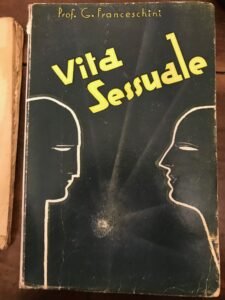 Prof. G. Franceschini
Vita
Sessuale